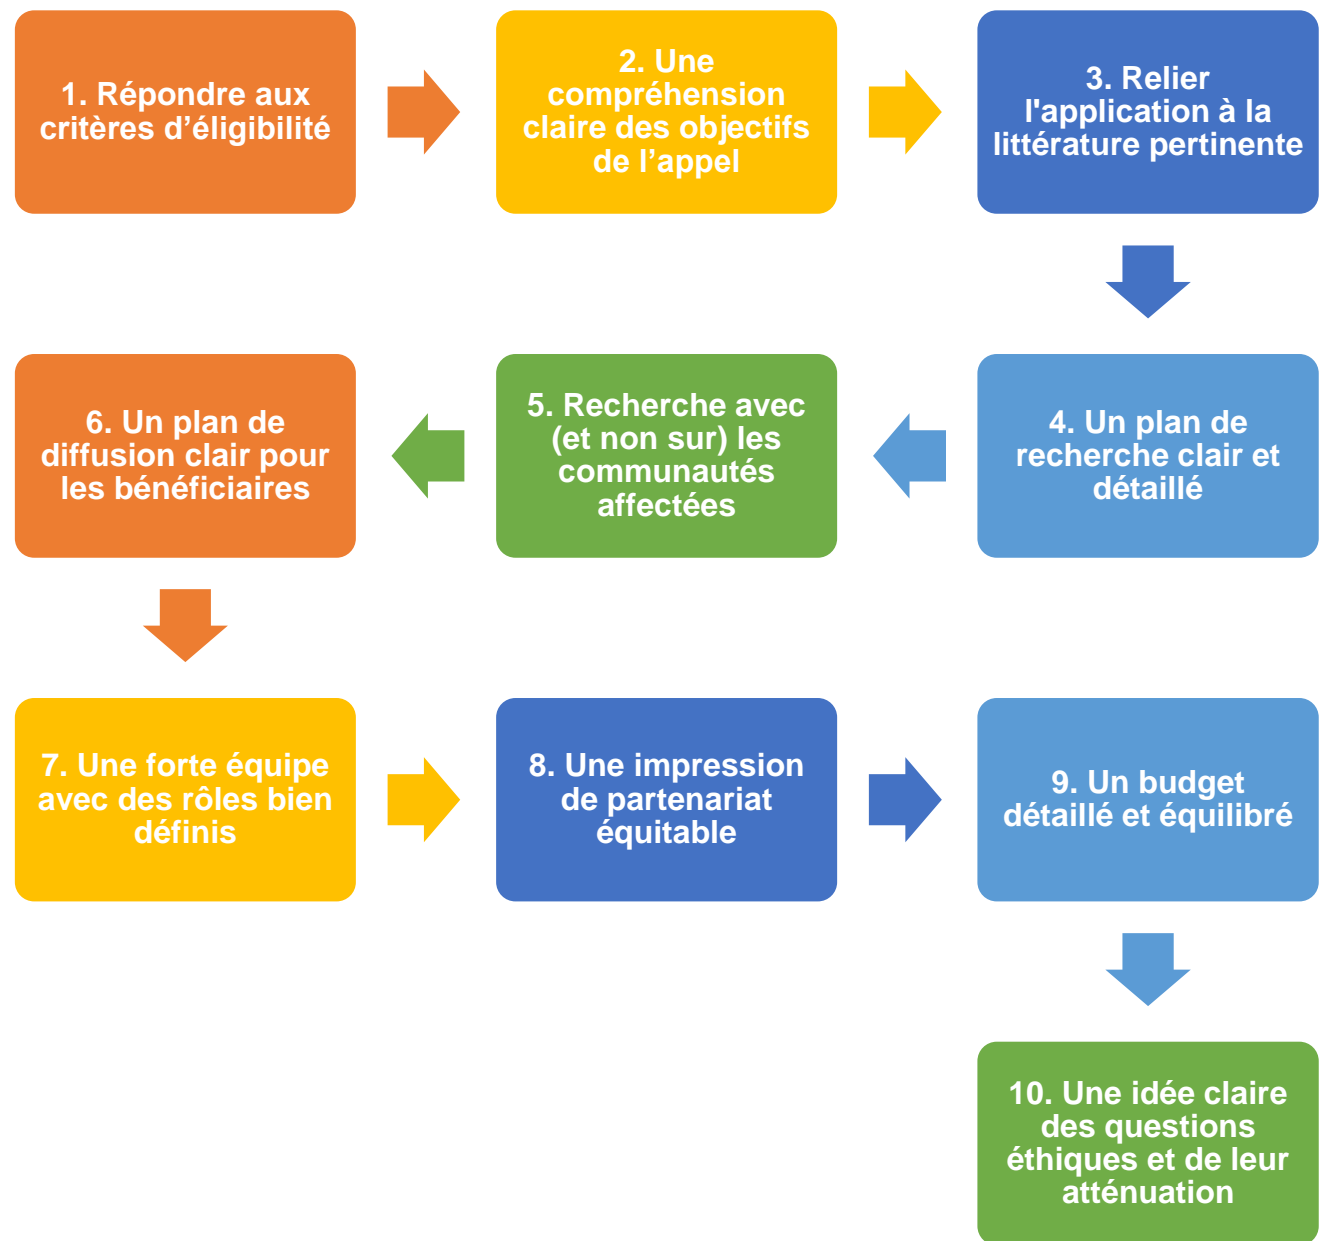 1. Répondre aux
critères d’éligibilité
2. Une
compréhension
claire des objectifs
de l’appel
3. Relier
l'application à la
littérature pertinente
4. Un plan de
recherche clair et
détaillé
5. Recherche avec
(et non sur) les
communautés
affectées
6. Un plan de
diffusion clair pour
les bénéficiaires
7. Une forte équipe
avec des rôles bien
définis
8. Une impression
de partenariat
équitable
9. Un budget
détaillé et équilibré
10. Une idée claire
des questions
éthiques et de leur
atténuation